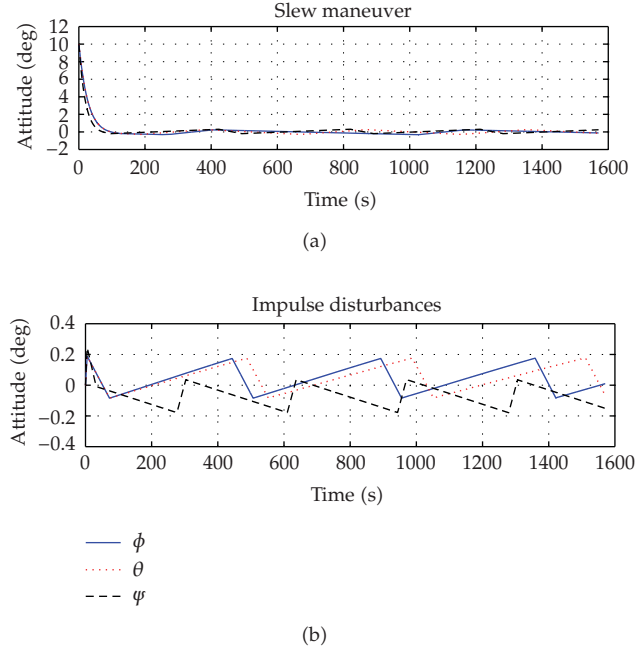 Slew maneuver
12
10
8
6
4
2
0
−2
Attitude (deg)
0 200 400 600 800 1000 1200 1400 1600
Time (s)
(a)
Impulse disturbances
0.4
0.2
0
−0.2
−0.4
Attitude (deg)
0 200 400 600 800 1000 1200 1400 1600
Time (s)
ϕ
θ
ψ
(b)